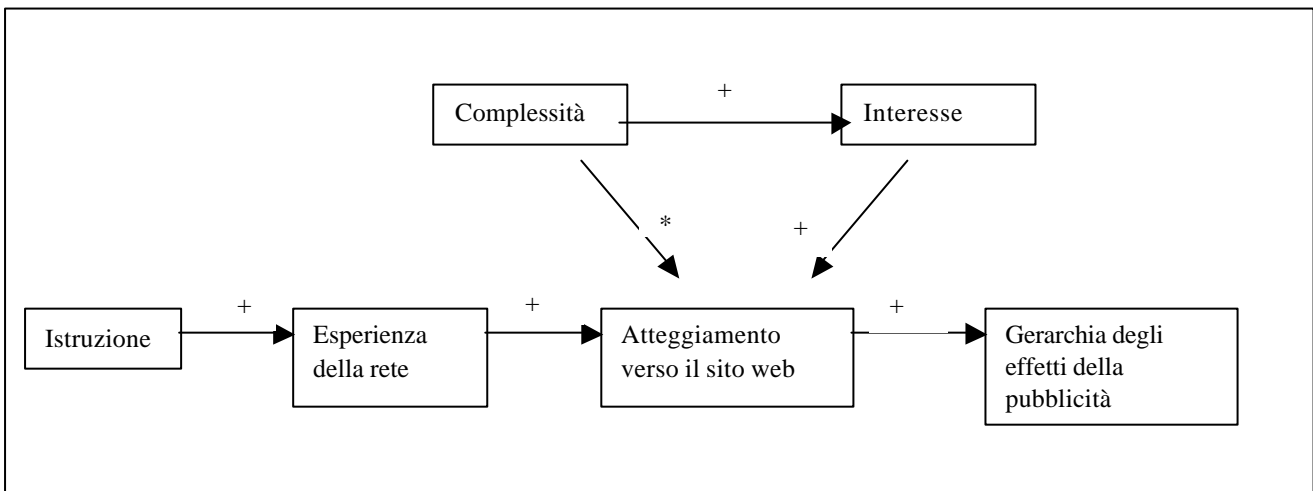 +
Complessità
Interesse
*
+
+
+
+
Istruzione
Esperienza
della rete
Atteggiamento
verso il sito web
Gerarchia degli
effetti della
pubblicità